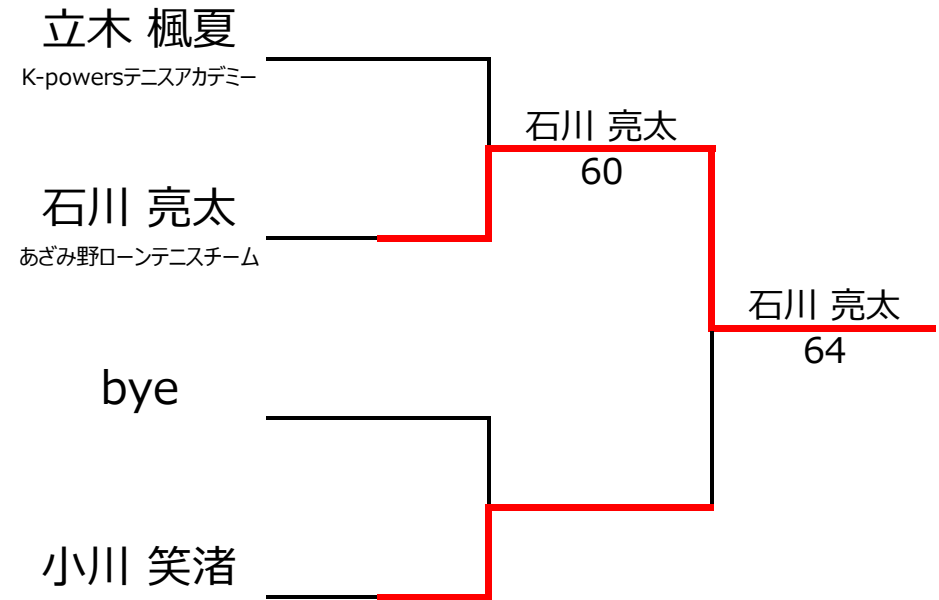 立木 楓夏
K-powersテニスアカデミー
石川 亮太
60
石川 亮太
あざみ野ローンテニスチーム
石川 亮太
64
bye
小川 笑渚